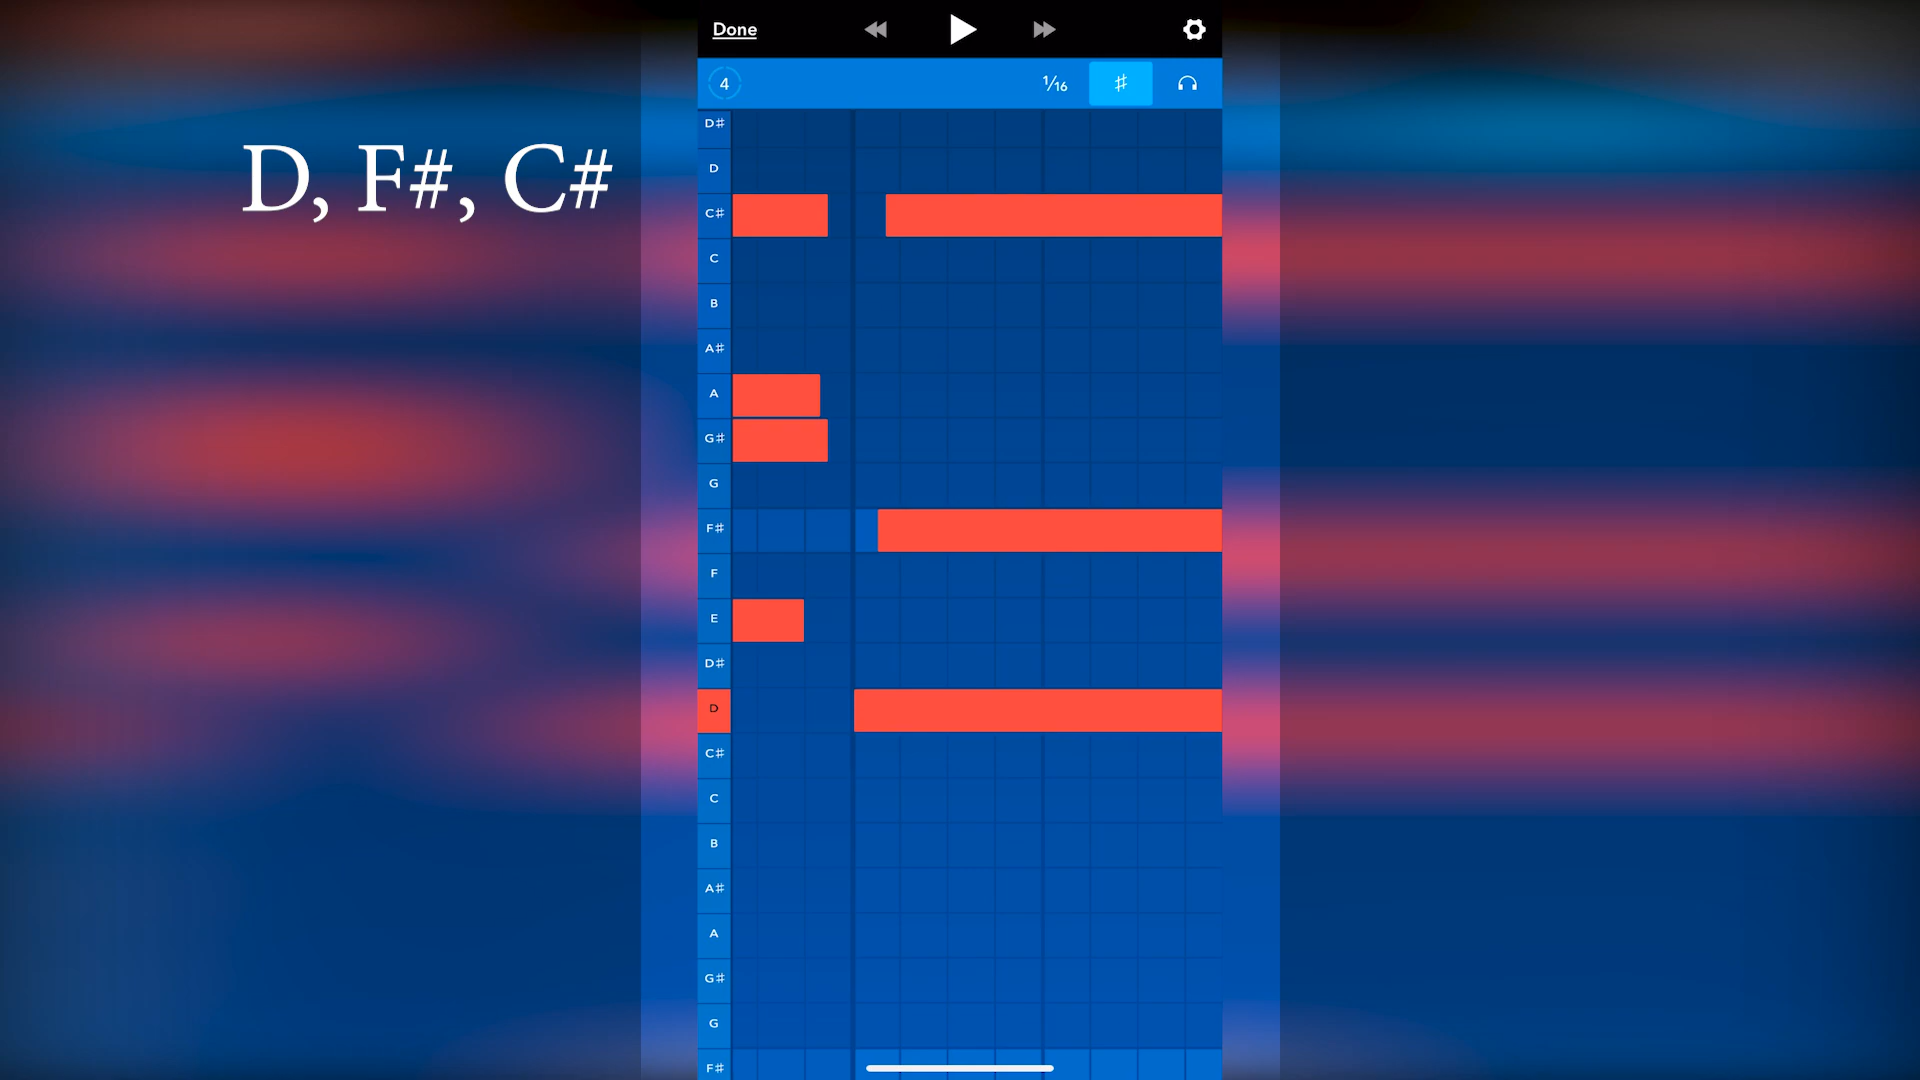 Done
4 1/16 ♯
D, F#, C#
D♯
D
C♯
C
B
A♯
A
G♯
G
F♯
F
E
D♯
D
C♯
C
B
A♯
A
G♯
G
F♯